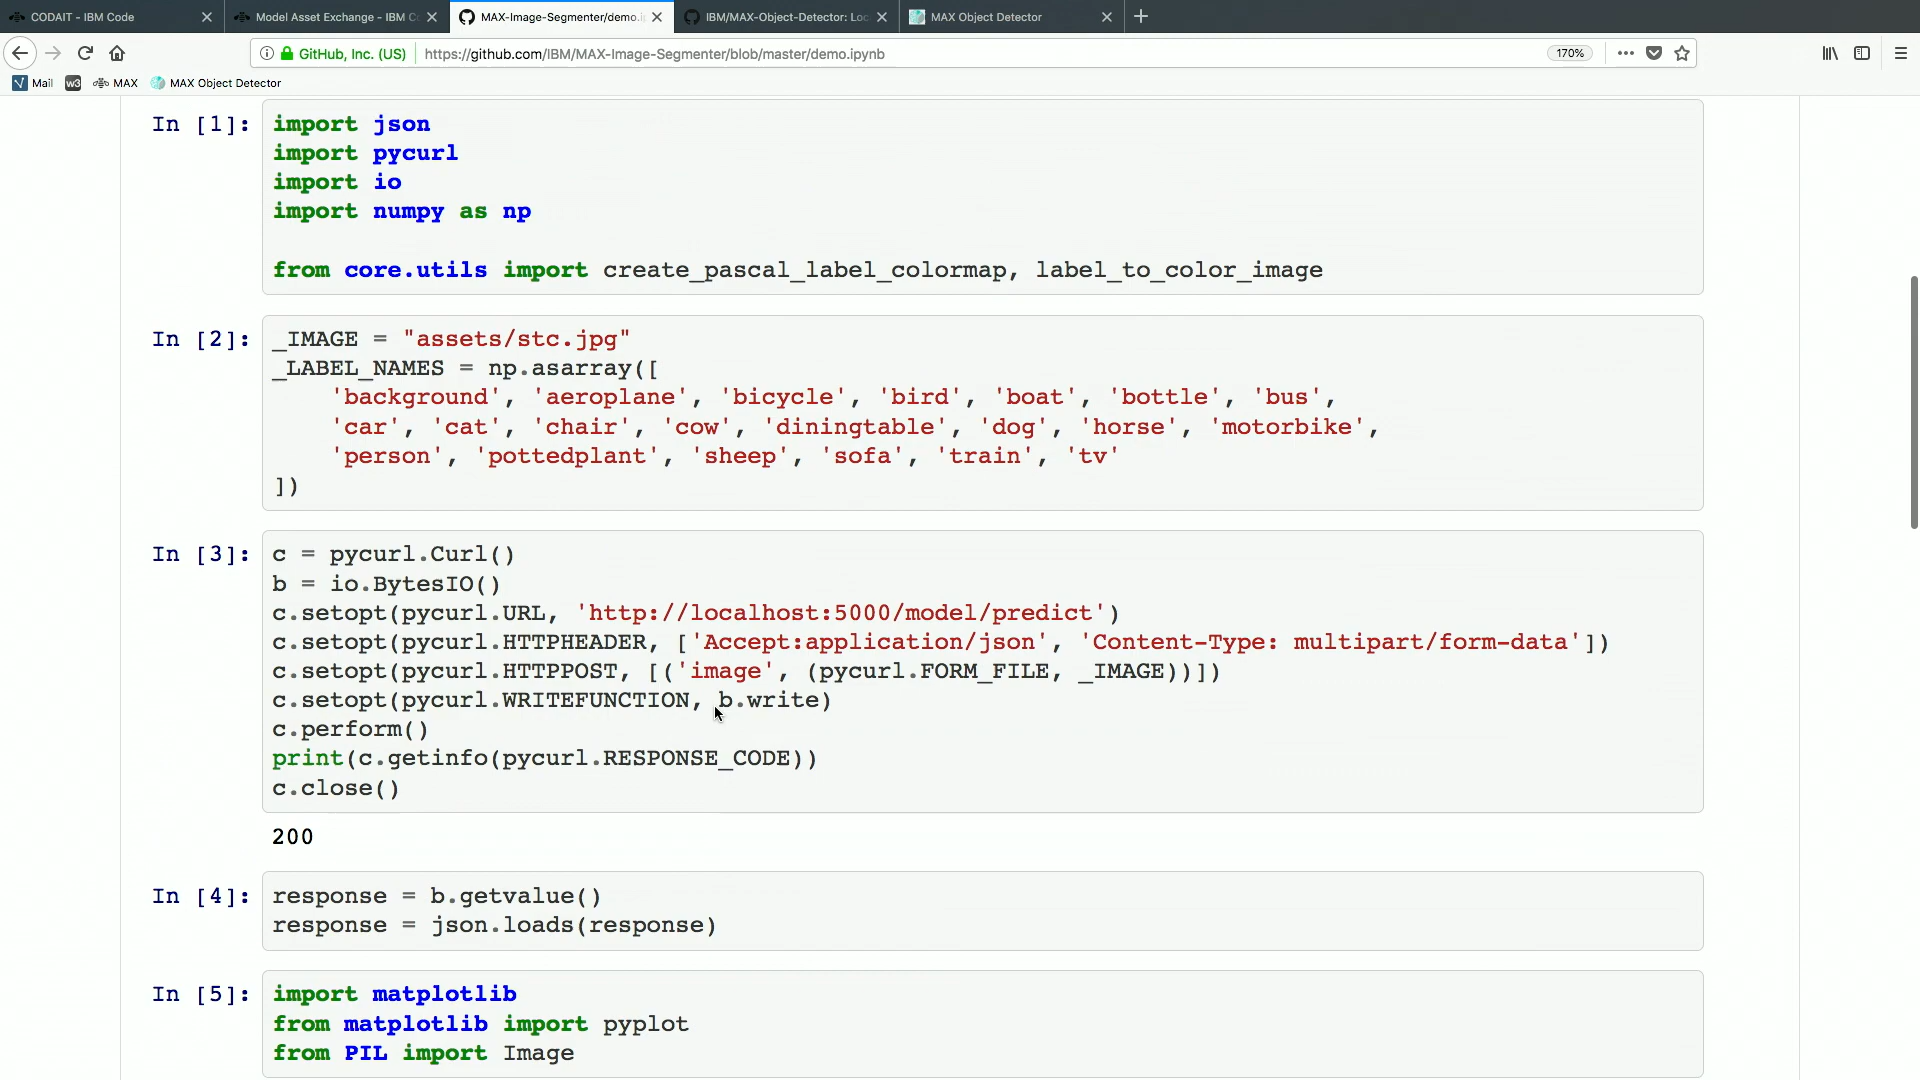 CODAIT - IBM Code
Model Asset Exchange - IBM C
MAX-Image-Segmenter/demo.i
IBM/MAX-Object-Detector: Loc
MAX Object Detector
GitHub, Inc. (US)
https://github.com/IBM/MAX-Image-Segmenter/blob/master/demo.ipynb
170%
Mail
w3
MAX
MAX Object Detector
In [1]:
import json
import pycurl
import io
import numpy as np
from core.utils import create_pascal_label_colormap, label_to_color_image
In [2]:
_IMAGE = "assets/stc.jpg"
_LABEL_NAMES = np.asarray([
'background', 'aeroplane', 'bicycle', 'bird', 'boat', 'bottle', 'bus',
'car', 'cat', 'chair', 'cow', 'diningtable', 'dog', 'horse', 'motorbike',
'person', 'pottedplant', 'sheep', 'sofa', 'train', 'tv'
])
In [3]:
c = pycurl.Curl()
b = io.BytesIO()
c.setopt(pycurl.URL, 'http://localhost:5000/model/predict')
c.setopt(pycurl.HTTPHEADER, ['Accept:application/json', 'Content-Type: multipart/form-data'])
c.setopt(pycurl.HTTPPOST, [('image', (pycurl.FORM_FILE, _IMAGE))])
c.setopt(pycurl.WRITEFUNCTION, b.write)
c.perform()
print(c.getinfo(pycurl.RESPONSE_CODE))
c.close()
200
In [4]:
response = b.getvalue()
response = json.loads(response)
In [5]:
import matplotlib
from matplotlib import pyplot
from PIL import Image